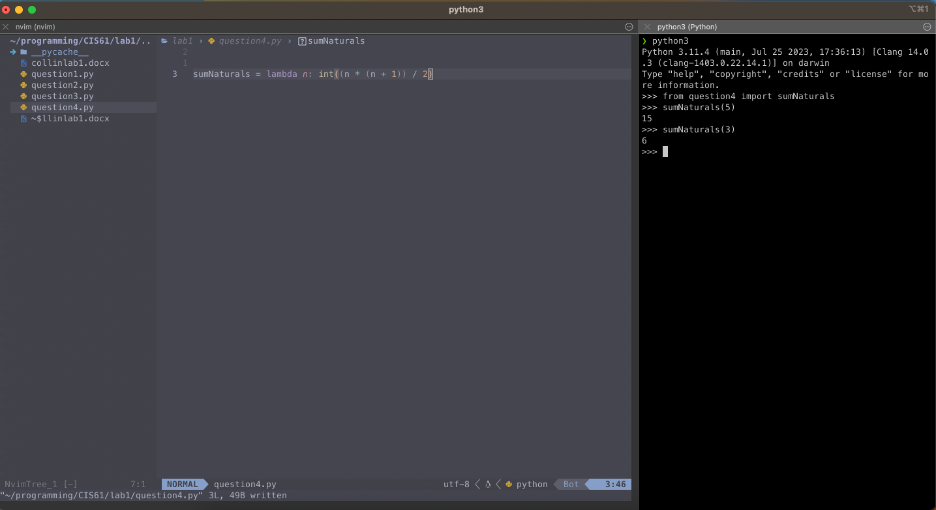 python3
⌥⌘1
nvim (nvim)
python3 (Python)
~/programming/CIS61/lab1/..
__pycache__
collinlab1.docx
question1.py
question2.py
question3.py
question4.py
~$llinlab1.docx
lab1 › question4.py › sumNaturals
2
1
3 sumNaturals = lambda n: int((n * (n + 1)) / 2)
NvimTree_1 [-] 7:1
NORMAL question4.py utf-8 python Bot 3:46
"~/programming/CIS61/lab1/question4.py" 3L, 49B written
❯ python3
Python 3.11.4 (main, Jul 25 2023, 17:36:13) [Clang 14.0
.3 (clang-1403.0.22.14.1)] on darwin
Type "help", "copyright", "credits" or "license" for mo
re information.
>>> from question4 import sumNaturals
>>> sumNaturals(5)
15
>>> sumNaturals(3)
6
>>>